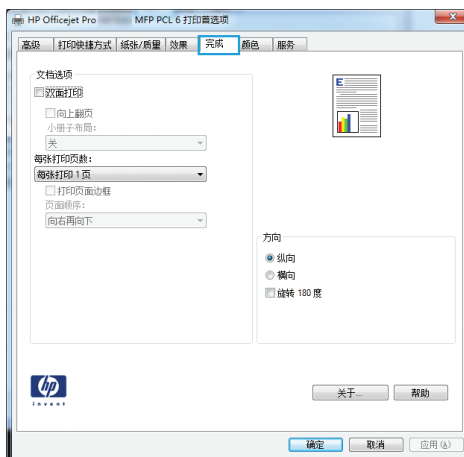 HP Officejet Pro MFP PCL 6 打印首选项
高级 打印快捷方式 纸张/质量 效果 完成 颜色 服务
文档选项
双面打印
向上翻页
小册子布局:
关
每张打印页数:
每张打印 1 页
打印页面边框
页面顺序:
向右再向下
E
方向
纵向
横向
旋转 180 度
hp
invent
关于... 帮助
确定 取消 应用(A)